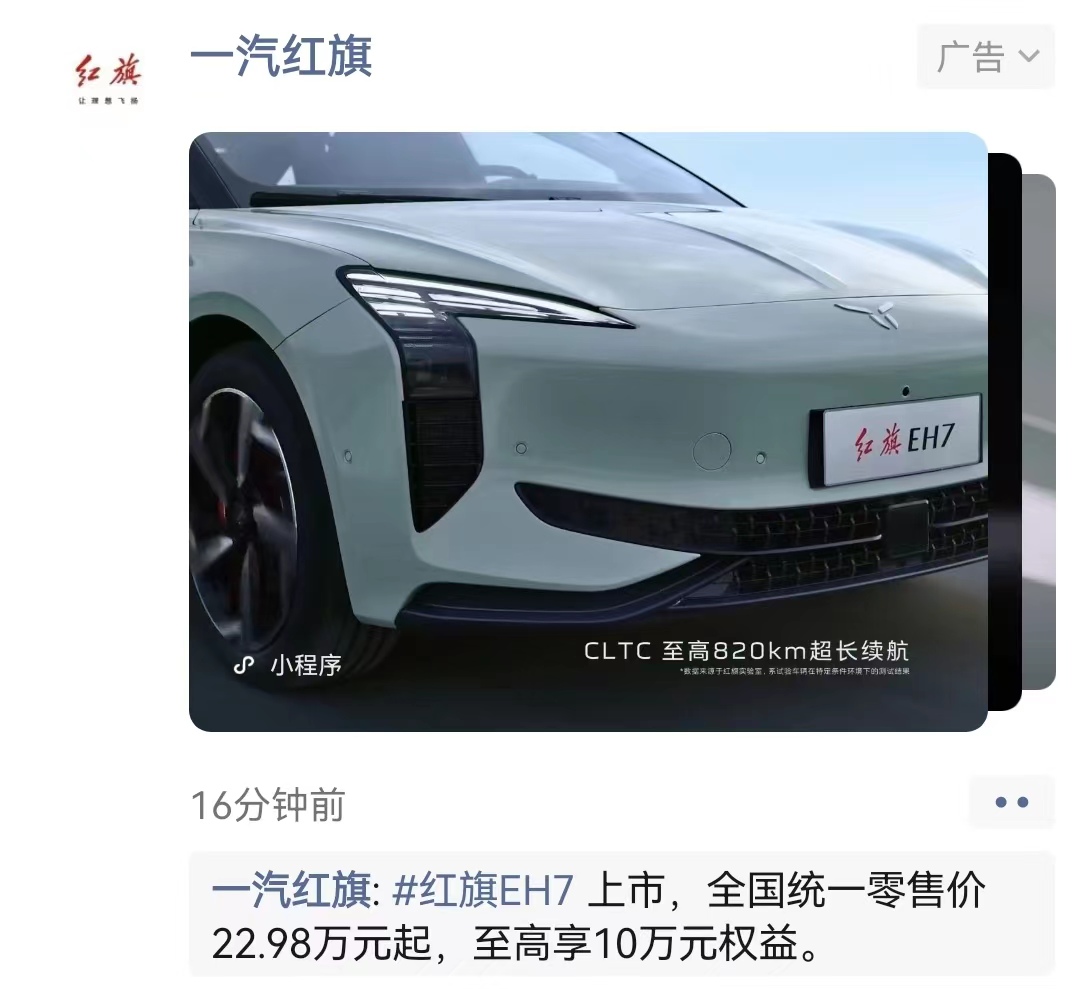 红旗
让理想飞扬
一汽红旗
广告
红旗EH7
小程序
CLTC 至高820km超长续航
*数据来源于红旗实验室，系试验车辆在特定条件环境下的测试结果
16分钟前
一汽红旗: #红旗EH7 上市，全国统一零售价
22.98万元起，至高享10万元权益。